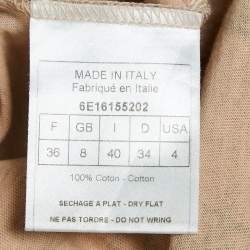 MADE IN ITALY
Fabriqué en Italie
6E16155202
F GB I D USA
36 8 40 34 4
100% Coton - Cotton
SECHAGE A PLAT - DRY FLAT
NE PAS TORDRE - DO NOT WRING